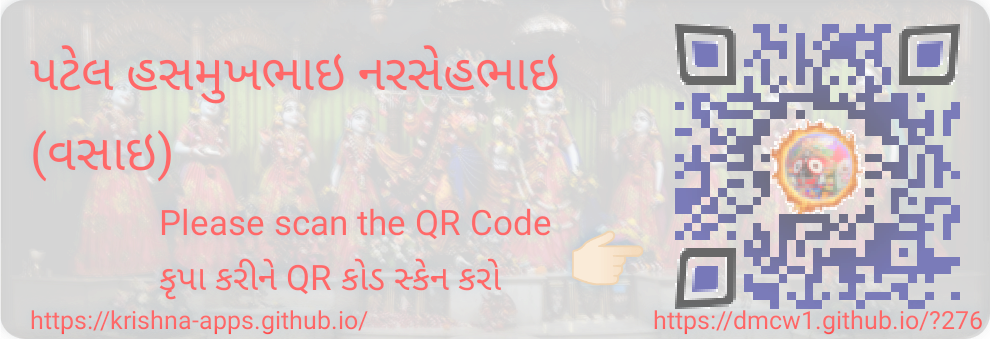 પટેલ હસમુખભાઇ નરસેહભાઇ
(વસાઇ)
Please scan the QR Code
કૃપા કરીને QR કોડ સ્કેન કરો
https://krishna-apps.github.io/
https://dmcw1.github.io/?276